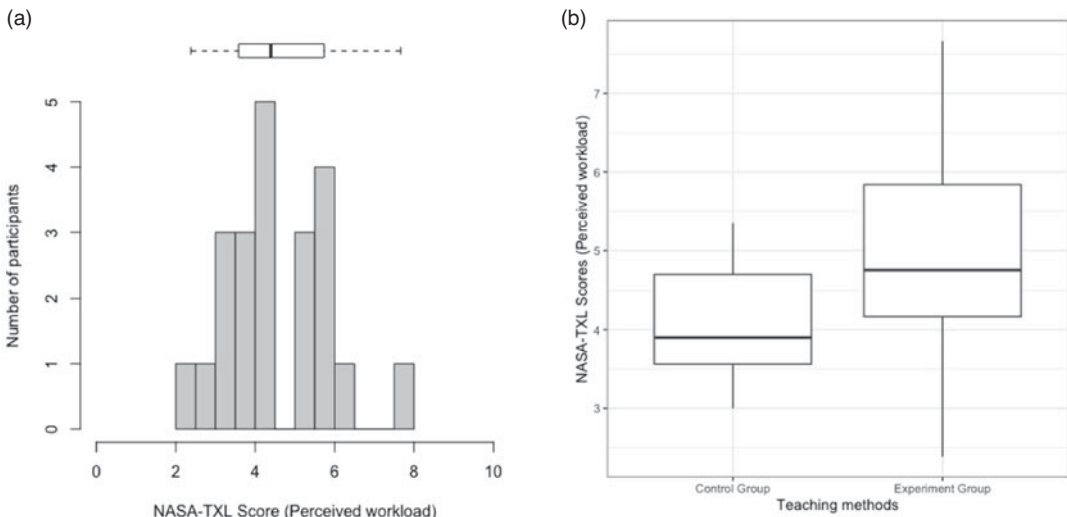 (a)
5
4
3
2
1
0
Number of participants
0 2 4 6 8 10
NASA-TXL Score (Perceived workload)
(b)
7
6
5
4
3
NASA-TXL Scores (Perceived workload)
Control Group Experiment Group
Teaching methods